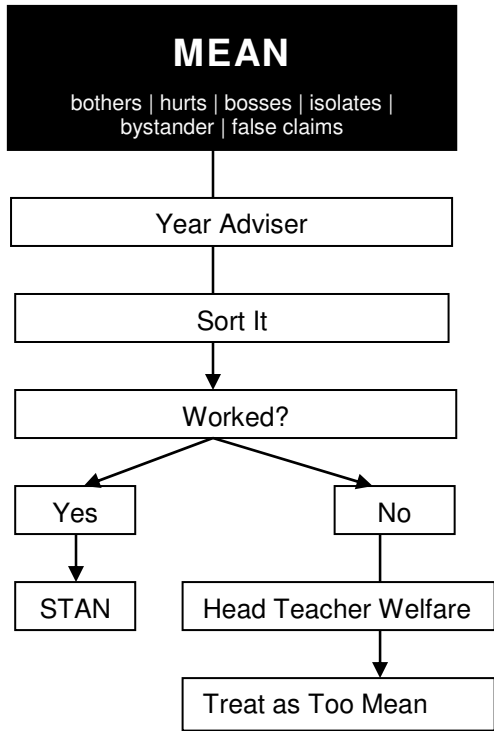 MEAN
bothers | hurts | bosses | isolates |
bystander | false claims
Year Adviser
Sort It
Worked?
Yes
No
STAN
Head Teacher Welfare
Treat as Too Mean